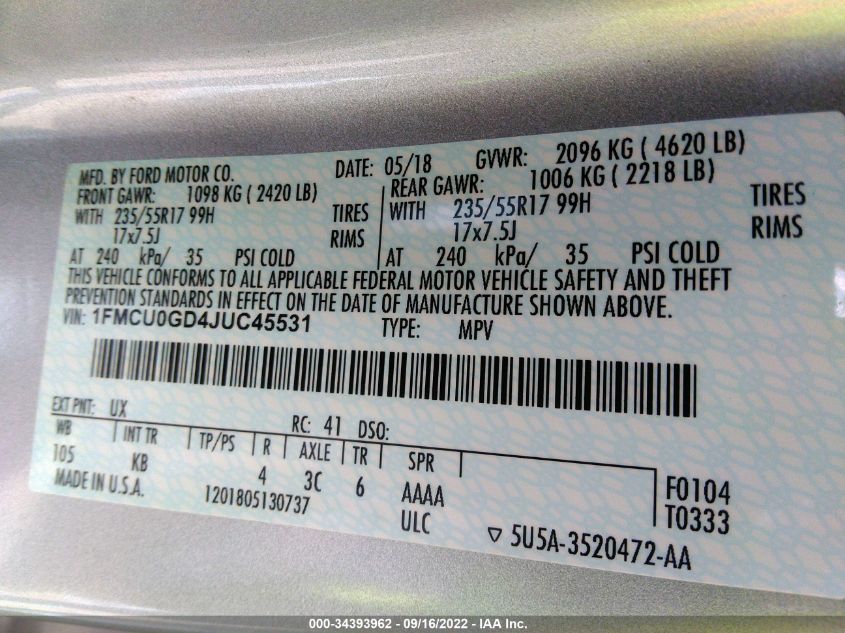 MFD. BY FORD MOTOR CO. DATE: 05/18 GVWR: 2096 KG ( 4620 LB)
FRONT GAWR: 1098 KG ( 2420 LB) REAR GAWR: 1006 KG ( 2218 LB)
WITH 235/55R17 99H TIRES WITH 235/55R17 99H TIRES
17x7.5J RIMS 17x7.5J RIMS
AT 240 kPa/ 35 PSI COLD AT 240 kPa/ 35 PSI COLD
THIS VEHICLE CONFORMS TO ALL APPLICABLE FEDERAL MOTOR VEHICLE SAFETY AND THEFT
PREVENTION STANDARDS IN EFFECT ON THE DATE OF MANUFACTURE SHOWN ABOVE.
VIN: 1FMCU0GD4JUC45531 TYPE: MPV
EXT PNT: UX RC: 41 DSO:
WB INT TR TP/PS R AXLE TR SPR
105 KB 4 3C 6 AAAA F0104
MADE IN U.S.A. 1201805130737 ULC T0333
5U5A-3520472-AA
000-34393962 - 09/16/2022 - IAA Inc.